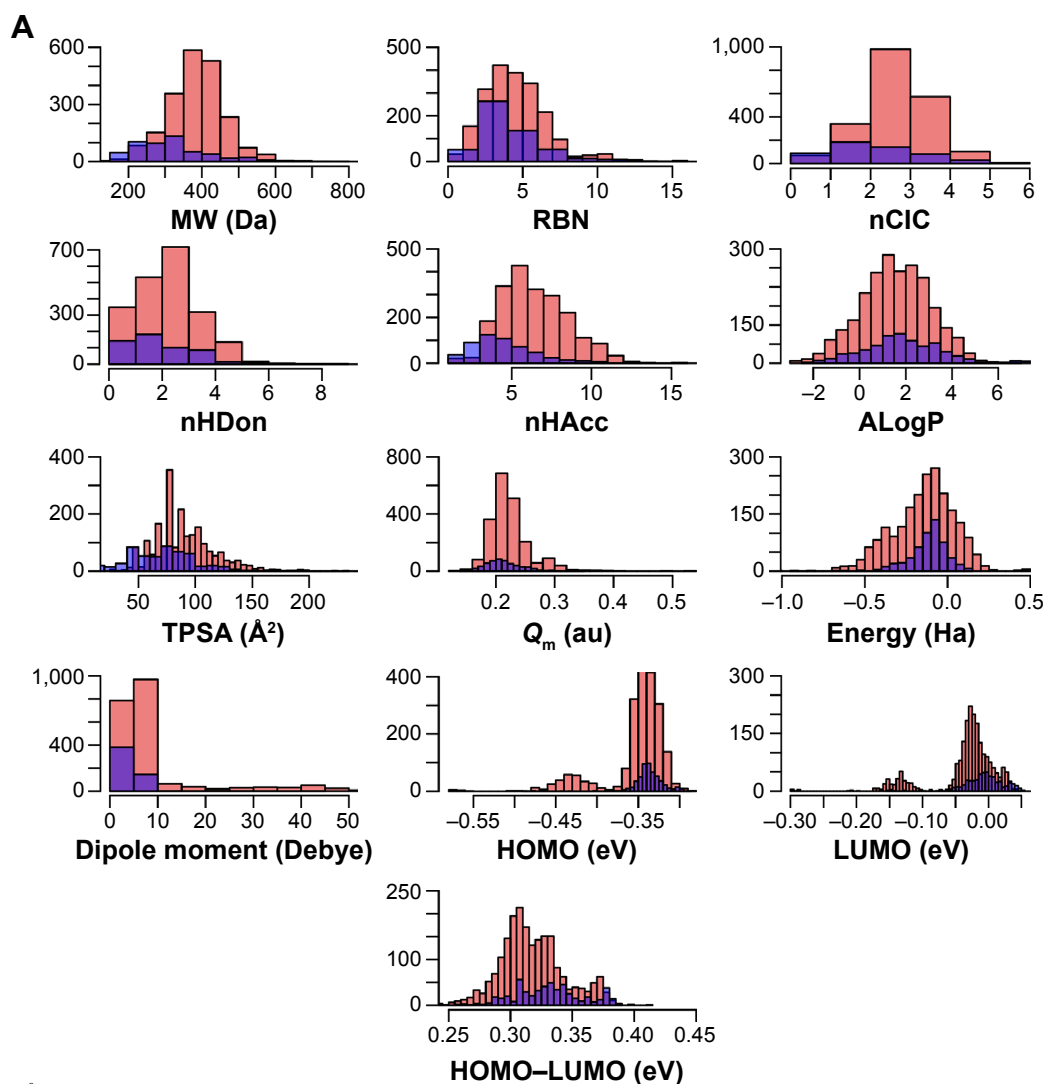 A
600
300
0
200 400 600 800
MW (Da)
500
200
0
0 5 10 15
RBN
1,000
400
0
0 1 2 3 4 5 6
nCIC
700
300
0
0 2 4 6 8
nHDon
500
200
0
5 10 15
nHAcc
300
150
0
–2 0 2 4 6
ALogP
400
200
0
50 100 150 200
TPSA (Å²)
800
400
0
0.2 0.3 0.4 0.5
Qm (au)
300
150
0
–1.0 –0.5 0.0 0.5
Energy (Ha)
1,000
400
0
0 10 20 30 40 50
Dipole moment (Debye)
400
200
0
–0.55 –0.45 –0.35
HOMO (eV)
300
150
0
–0.30 –0.20 –0.10 0.00
LUMO (eV)
250
100
0
0.25 0.30 0.35 0.40 0.45
HOMO–LUMO (eV)